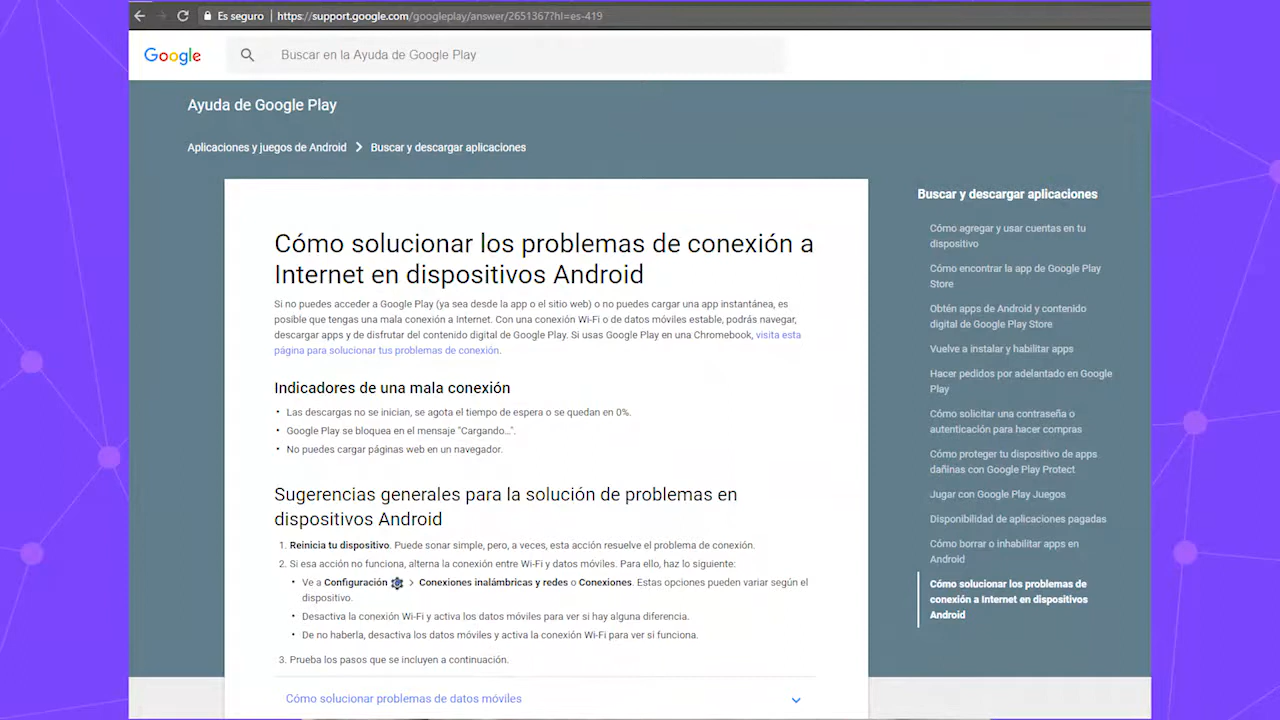 Es seguro | https://support.google.com/googleplay/answer/2651367?hl=es-419
Google
Buscar en la Ayuda de Google Play
Ayuda de Google Play
Aplicaciones y juegos de Android > Buscar y descargar aplicaciones
Cómo solucionar los problemas de conexión a
Internet en dispositivos Android
Si no puedes acceder a Google Play (ya sea desde la app o el sitio web) o no puedes cargar una app instantánea, es
posible que tengas una mala conexión a Internet. Con una conexión Wi-Fi o de datos móviles estable, podrás navegar,
descargar apps y de disfrutar del contenido digital de Google Play. Si usas Google Play en una Chromebook, visita esta
página para solucionar tus problemas de conexión.
Indicadores de una mala conexión
• Las descargas no se inician, se agota el tiempo de espera o se quedan en 0%.
• Google Play se bloquea en el mensaje "Cargando...".
• No puedes cargar páginas web en un navegador.
Sugerencias generales para la solución de problemas en
dispositivos Android
1. Reinicia tu dispositivo. Puede sonar simple, pero, a veces, esta acción resuelve el problema de conexión.
2. Si esa acción no funciona, alterna la conexión entre Wi-Fi y datos móviles. Para ello, haz lo siguiente:
• Ve a Configuración > Conexiones inalámbricas y redes o Conexiones. Estas opciones pueden variar según el
dispositivo.
• Desactiva la conexión Wi-Fi y activa los datos móviles para ver si hay alguna diferencia.
• De no haberla, desactiva los datos móviles y activa la conexión Wi-Fi para ver si funciona.
3. Prueba los pasos que se incluyen a continuación.
Cómo solucionar problemas de datos móviles
Buscar y descargar aplicaciones
Cómo agregar y usar cuentas en tu
dispositivo
Cómo encontrar la app de Google Play
Store
Obtén apps de Android y contenido
digital de Google Play Store
Vuelve a instalar y habilitar apps
Hacer pedidos por adelantado en Google
Play
Cómo solicitar una contraseña o
autenticación para hacer compras
Cómo proteger tu dispositivo de apps
dañinas con Google Play Protect
Jugar con Google Play Juegos
Disponibilidad de aplicaciones pagadas
Cómo borrar o inhabilitar apps en
Android
Cómo solucionar los problemas de
conexión a Internet en dispositivos
Android